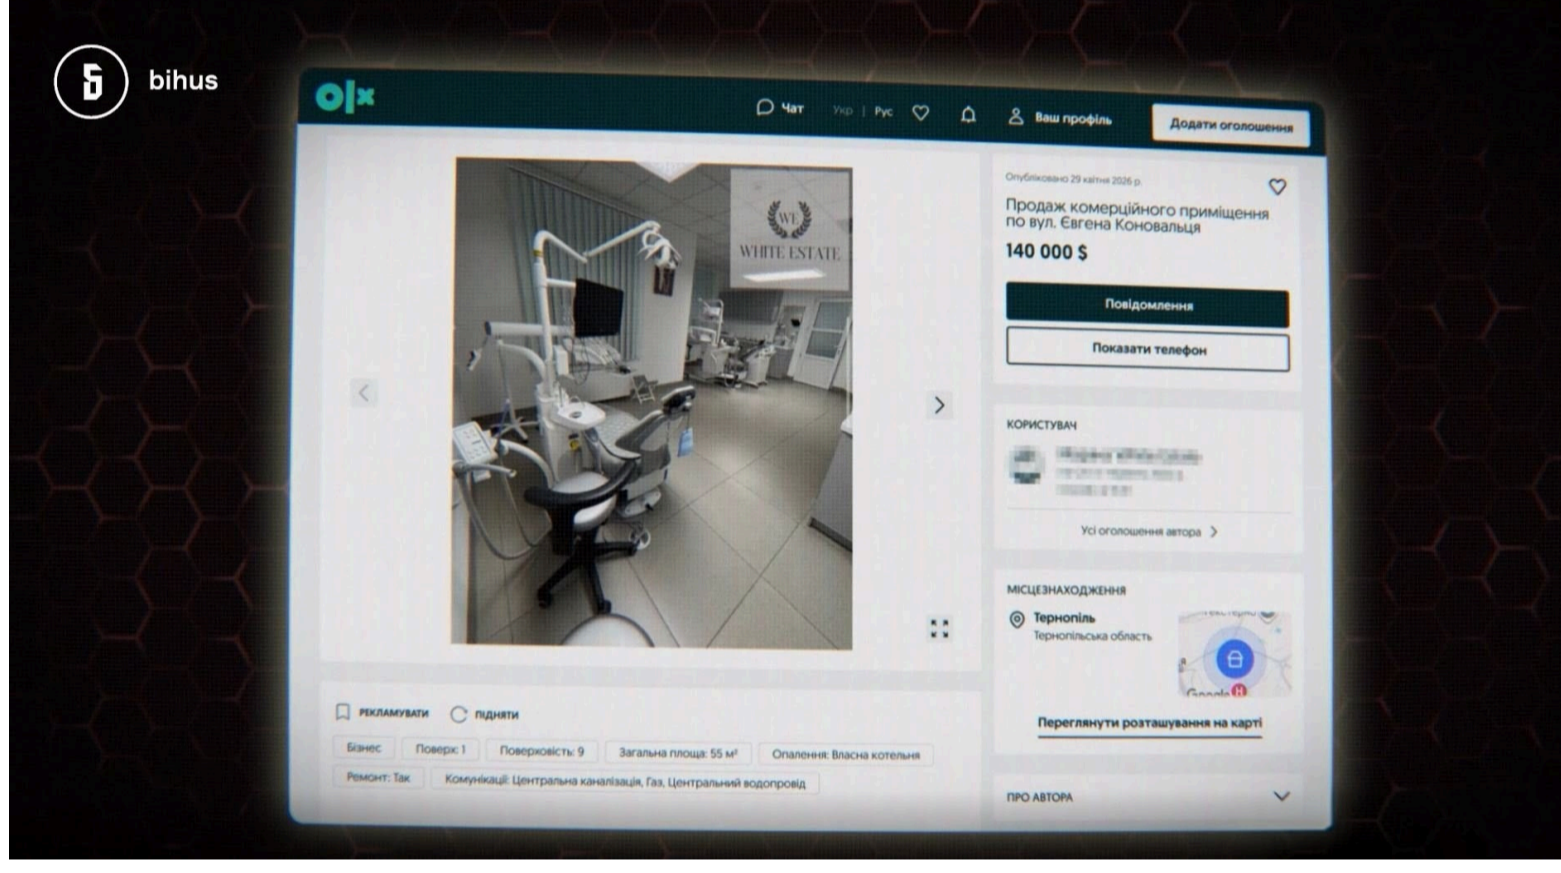 bihus
olx
Чат
Укр | Рус
Ваш профіль
Додати оголошення
WE
WHITE ESTATE
Опубліковано 29 квітня 2026 р.
Продаж комерційного приміщення
по вул. Євгена Коновальця
140 000 $
Повідомлення
Показати телефон
КОРИСТУВАЧ
Усі оголошення автора
МІСЦЕЗНАХОДЖЕННЯ
Тернопіль
Тернопільська область
Google
Н
Переглянути розташування на карті
ПРО АВТОРА
РЕКЛАМУВАТИ
ПІДНЯТИ
Бізнес
Поверх: 1
Поверховість: 9
Загальна площа: 55 м²
Опалення: Власна котельня
Ремонт: Так
Комунікації: Центральна каналізація, Газ, Центральний водопровід